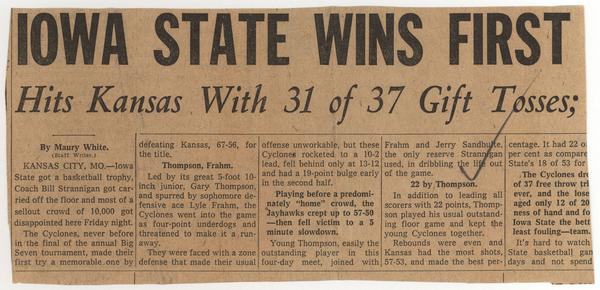 IOWA STATE WINS FIRST
Hits Kansas With 31 of 37 Gift Tosses;
By Maury White.
(Staff Writer.)
KANSAS CITY, MO.—Iowa
State got a basketball trophy,
Coach Bill Strannigan got car-
ried off the floor and most of a
sellout crowd of 10,000 got
disappointed here Friday night.
The Cyclones, never before
in the final of the annual Big
Seven tournament, made their
first try a memorable one by
defeating Kansas, 67-56, for
the title.
Thompson, Frahm.
Led by its great 5-foot 10-
inch junior, Gary Thompson,
and spurred by sophomore de-
fensive ace Lyle Frahm, the
Cyclones went into the game
as four-point underdogs and
threatened to make it a run-
away.
They were faced with a zone
defense that made their usual
offense unworkable, but these
Cyclones rocketed to a 10-2
lead, fell behind only at 13-12
and had a 19-point bulge early
in the second half.
Playing before a predomi-
nately "home" crowd, the
Jayhawks crept up to 57-50
—then fell victim to a 5
minute slowdown.
Young Thompson, easily the
outstanding player in this
four-day meet, joined with
Frahm and Jerry Sandbulte,
the only reserve Strannigan
used, in dribbling the life out
of the game.
22 by Thompson.
In addition to leading all
scorers with 22 points, Thomp-
son played his usual outstand-
ing floor game and kept the
young Cyclones together.
Rebounds were even and
Kansas had the most shots,
57-53, and made the best per-
centage. It had 22 o
per cent as compare
State's 18 of 53 for
The Cyclones dro
of 37 free throw tri
ever, and the lose
aged only 12 of 20
ness of hand and fo
Iowa State the bett
least fouling—team.
It's hard to watch
State basketball gam
days and not spend